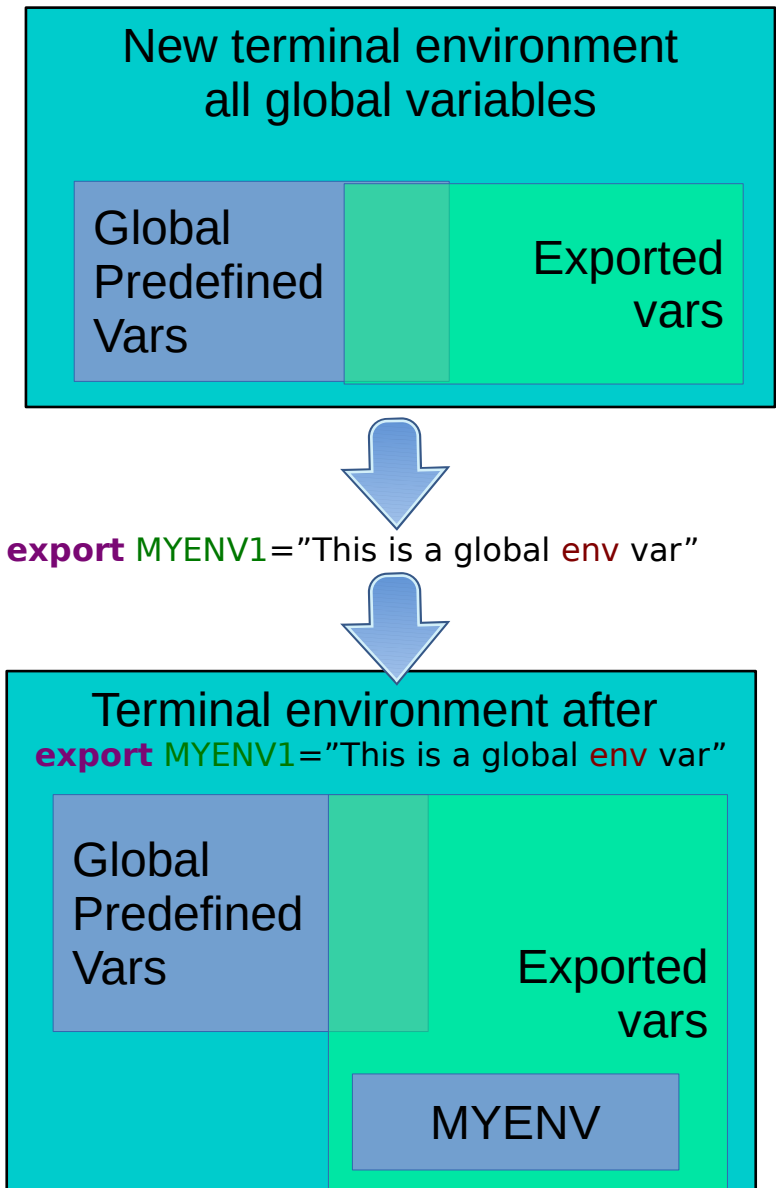 New terminal environment
all global variables
Global
Predefined
Vars
Exported
vars
export MYENV1=”This is a global env var”
Terminal environment after
export MYENV1=”This is a global env var”
Global
Predefined
Vars
Exported
vars
MYENV